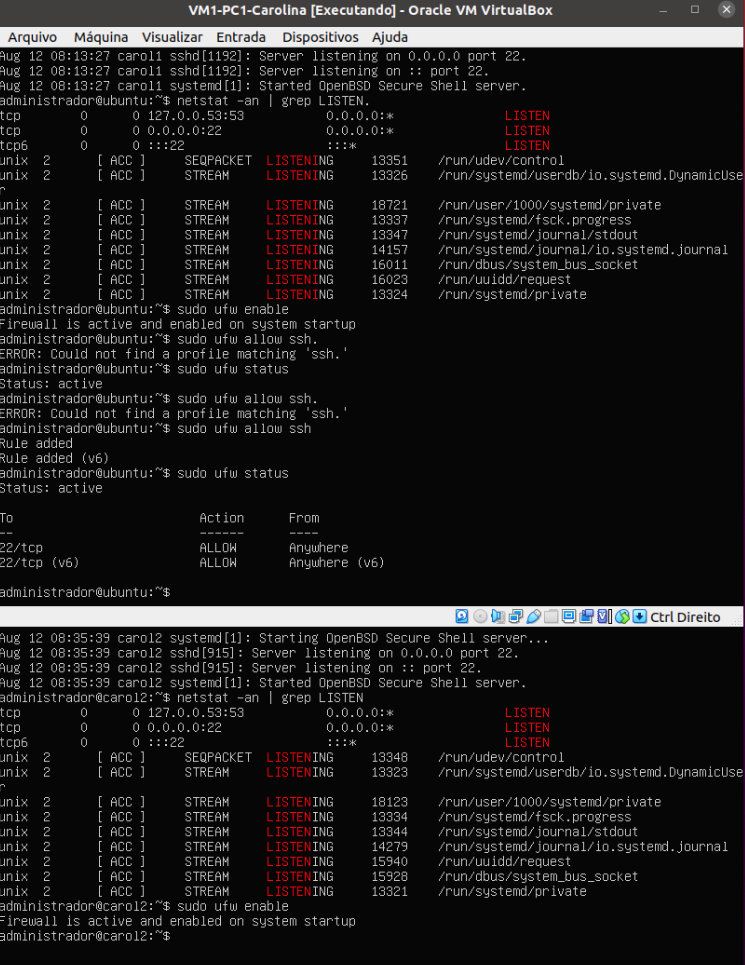 VM1-PC1-Carolina [Executando] - Oracle VM VirtualBox
Arquivo Máquina Visualizar Entrada Dispositivos Ajuda
Aug 12 08:13:27 carol1 sshd[1192]: Server listening on 0.0.0.0 port 22.
Aug 12 08:13:27 carol1 sshd[1192]: Server listening on :: port 22.
Aug 12 08:13:27 carol1 systemd[1]: Started OpenBSD Secure Shell server.
administrador@ubuntu:~$ netstat -an | grep LISTEN.
tcp 0 0 127.0.0.53:53 0.0.0.0:* LISTEN
tcp 0 0 0.0.0.0:22 0.0.0.0:* LISTEN
tcp6 0 0 :::22 :::* LISTEN
unix 2 [ ACC ] SEQPACKET LISTENING 13351 /run/udev/control
unix 2 [ ACC ] STREAM LISTENING 13326 /run/systemd/userdb/io.systemd.DynamicUse
r
unix 2 [ ACC ] STREAM LISTENING 18721 /run/user/1000/systemd/private
unix 2 [ ACC ] STREAM LISTENING 13337 /run/systemd/fsck.progress
unix 2 [ ACC ] STREAM LISTENING 13347 /run/systemd/journal/stdout
unix 2 [ ACC ] STREAM LISTENING 14157 /run/systemd/journal/io.systemd.journal
unix 2 [ ACC ] STREAM LISTENING 16011 /run/dbus/system_bus_socket
unix 2 [ ACC ] STREAM LISTENING 16023 /run/uuidd/request
unix 2 [ ACC ] STREAM LISTENING 13324 /run/systemd/private
administrador@ubuntu:~$ sudo ufw enable
Firewall is active and enabled on system startup
administrador@ubuntu:~$ sudo ufw allow ssh.
ERROR: Could not find a profile matching 'ssh.'
administrador@ubuntu:~$ sudo ufw status
Status: active
administrador@ubuntu:~$ sudo ufw allow ssh.
ERROR: Could not find a profile matching 'ssh.'
administrador@ubuntu:~$ sudo ufw allow ssh
Rule added
Rule added (v6)
administrador@ubuntu:~$ sudo ufw status
Status: active
To Action From
-- ------ ----
22/tcp ALLOW Anywhere
22/tcp (v6) ALLOW Anywhere (v6)
administrador@ubuntu:~$
Ctrl Direito
Aug 12 08:35:39 carol2 systemd[1]: Starting OpenBSD Secure Shell server...
Aug 12 08:35:39 carol2 sshd[915]: Server listening on 0.0.0.0 port 22.
Aug 12 08:35:39 carol2 sshd[915]: Server listening on :: port 22.
Aug 12 08:35:39 carol2 systemd[1]: Started OpenBSD Secure Shell server.
administrador@carol2:~$ netstat -an | grep LISTEN
tcp 0 0 127.0.0.53:53 0.0.0.0:* LISTEN
tcp 0 0 0.0.0.0:22 0.0.0.0:* LISTEN
tcp6 0 0 :::22 :::* LISTEN
unix 2 [ ACC ] SEQPACKET LISTENING 13348 /run/udev/control
unix 2 [ ACC ] STREAM LISTENING 13323 /run/systemd/userdb/io.systemd.DynamicUse
r
unix 2 [ ACC ] STREAM LISTENING 18123 /run/user/1000/systemd/private
unix 2 [ ACC ] STREAM LISTENING 13334 /run/systemd/fsck.progress
unix 2 [ ACC ] STREAM LISTENING 13344 /run/systemd/journal/stdout
unix 2 [ ACC ] STREAM LISTENING 14279 /run/systemd/journal/io.systemd.journal
unix 2 [ ACC ] STREAM LISTENING 15940 /run/uuidd/request
unix 2 [ ACC ] STREAM LISTENING 15928 /run/dbus/system_bus_socket
unix 2 [ ACC ] STREAM LISTENING 13321 /run/systemd/private
administrador@carol2:~$ sudo ufw enable
Firewall is active and enabled on system startup
administrador@carol2:~$